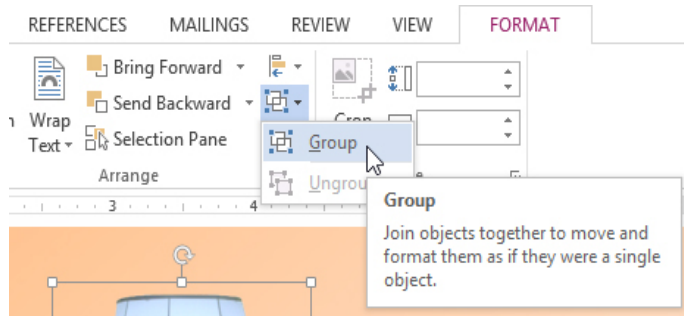 REFERENCES MAILINGS REVIEW VIEW FORMAT
Bring Forward
Send Backward
Wrap
Text
Selection Pane
Arrange
Group
3 4
Group
Join objects together to move and
format them as if they were a single
object.